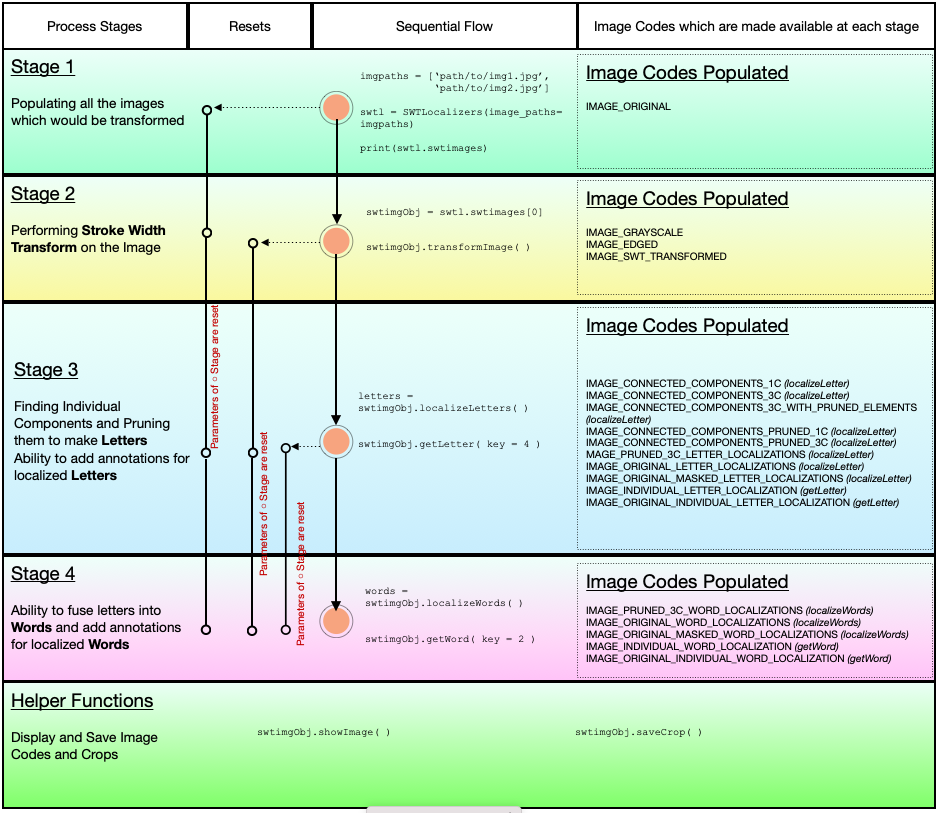 Process Stages
Resets
Sequential Flow
Image Codes which are made available at each stage
Stage 1
Populating all the images
which would be transformed
imgpaths = [‘path/to/img1.jpg’,
‘path/to/img2.jpg’]
swtl = SWTLocalizers(image_paths=
imgpaths)
print(swtl.swtimages)
Image Codes Populated
IMAGE_ORIGINAL
Stage 2
Performing Stroke Width
Transform on the Image
swtimgObj = swtl.swtimages[0]
swtimgObj.transformImage( )
Image Codes Populated
IMAGE_GRAYSCALE
IMAGE_EDGED
IMAGE_SWT_TRANSFORMED
Stage 3
Finding Individual
Components and Pruning
them to make Letters
Ability to add annotations for
localized Letters
Parameters of ○ Stage are reset
Parameters of ○ Stage are reset
Parameters of ○ Stage are reset
letters =
swtimgObj.localizeLetters( )
swtimgObj.getLetter( key = 4 )
Image Codes Populated
IMAGE_CONNECTED_COMPONENTS_1C (localizeLetter)
IMAGE_CONNECTED_COMPONENTS_3C (localizeLetter)
IMAGE_CONNECTED_COMPONENTS_3C_WITH_PRUNED_ELEMENTS
(localizeLetter)
IMAGE_CONNECTED_COMPONENTS_PRUNED_1C (localizeLetter)
IMAGE_CONNECTED_COMPONENTS_PRUNED_3C (localizeLetter)
MAGE_PRUNED_3C_LETTER_LOCALIZATIONS (localizeLetter)
IMAGE_ORIGINAL_LETTER_LOCALIZATIONS (localizeLetter)
IMAGE_ORIGINAL_MASKED_LETTER_LOCALIZATIONS (localizeLetter)
IMAGE_INDIVIDUAL_LETTER_LOCALIZATION (getLetter)
IMAGE_ORIGINAL_INDIVIDUAL_LETTER_LOCALIZATION (getLetter)
Stage 4
Ability to fuse letters into
Words and add annotations
for localized Words
words =
swtimgObj.localizeWords( )
swtimgObj.getWord( key = 2 )
Image Codes Populated
IMAGE_PRUNED_3C_WORD_LOCALIZATIONS (localizeWords)
IMAGE_ORIGINAL_WORD_LOCALIZATIONS (localizeWords)
IMAGE_ORIGINAL_MASKED_WORD_LOCALIZATIONS (localizeWords)
IMAGE_INDIVIDUAL_WORD_LOCALIZATION (getWord)
IMAGE_ORIGINAL_INDIVIDUAL_WORD_LOCALIZATION (getWord)
Helper Functions
Display and Save Image
Codes and Crops
swtimgObj.showImage( )
swtimgObj.saveCrop( )